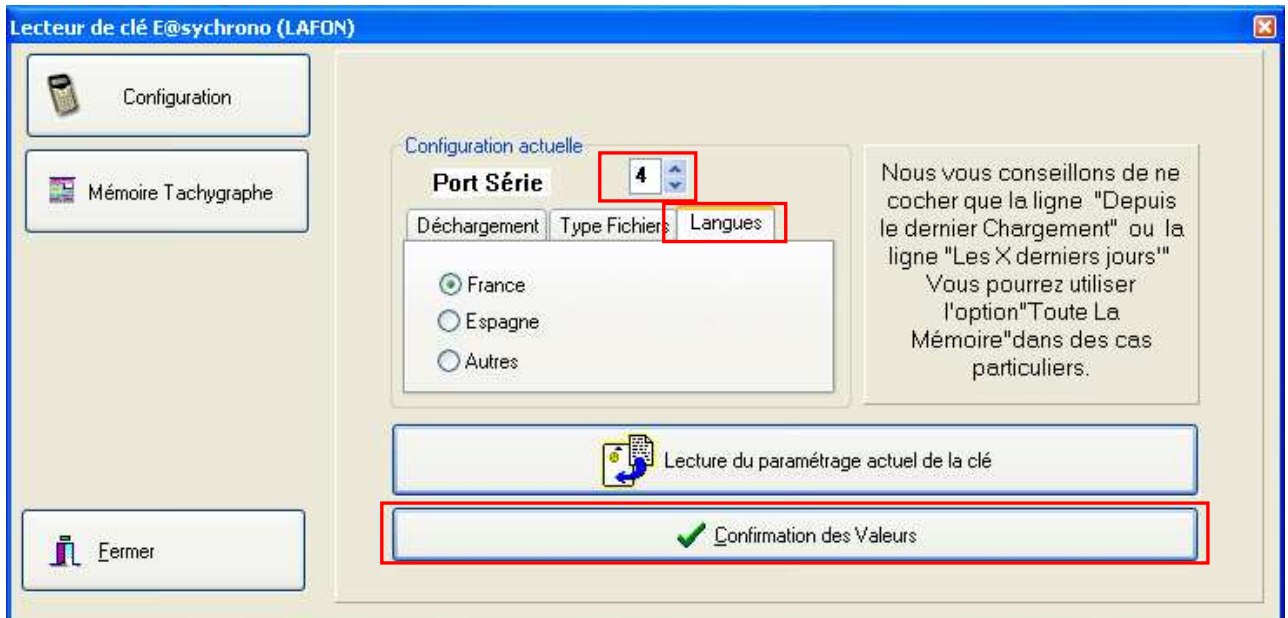 Lecteur de clé E@sychrono (LAFON)
Configuration
Mémoire Tachygraphe
Configuration actuelle
Port Série 4
Déchargement Type Fichiers Langues
France
Espagne
Autres
Nous vous conseillons de ne
cocher que la ligne "Depuis
le dernier Chargement" ou la
ligne "Les X derniers jours'"
Vous pourrez utiliser
l'option"Toute La
Mémoire"dans des cas
particuliers.
Lecture du paramétrage actuel de la clé
Confirmation des Valeurs
Fermer